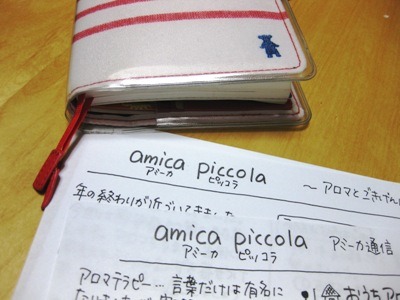 amica piccola
アミーカ ピッコラ
～アロマとごきげん
年の終わりが近づいてきました
amica piccola
アミーカ ピッコラ
アミーカ通信
アロマテラピー…言葉だけは有名に
おうちア